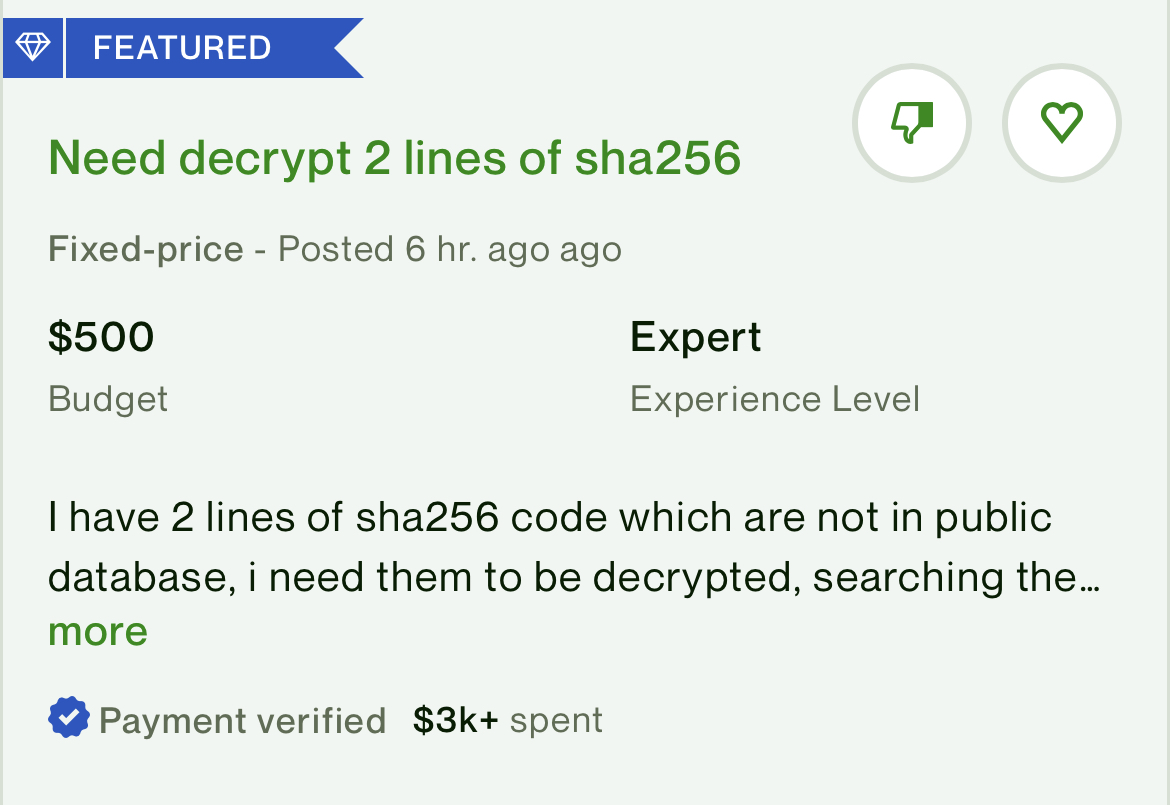 FEATURED
Need decrypt 2 lines of sha256
Fixed-price - Posted 6 hr. ago ago
$500
Budget
Expert
Experience Level
I have 2 lines of sha256 code which are not in public
database, i need them to be decrypted, searching the...
more
Payment verified $3k+ spent